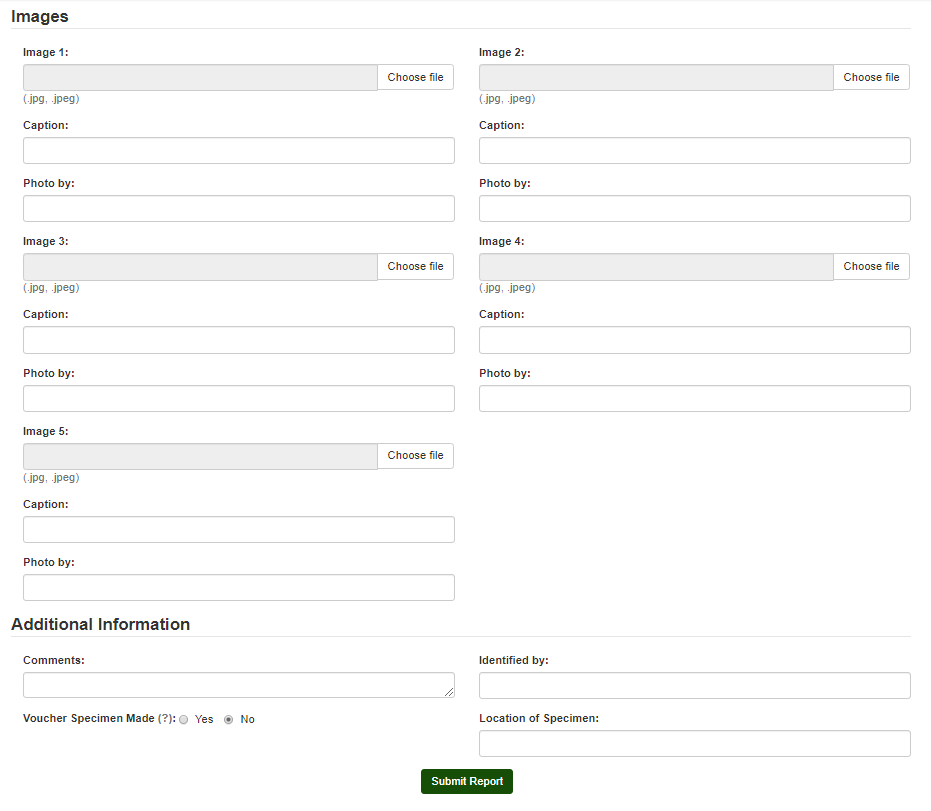 Images
Image 1: Image 2:
Choose file Choose file
(.jpg, .jpeg) (.jpg, .jpeg)
Caption: Caption:
Photo by: Photo by:
Image 3: Image 4:
Choose file Choose file
(.jpg, .jpeg) (.jpg, .jpeg)
Caption: Caption:
Photo by: Photo by:
Image 5:
Choose file
(.jpg, .jpeg)
Caption:
Photo by:
Additional Information
Comments: Identified by:
Voucher Specimen Made (?): Yes No Location of Specimen:
Submit Report